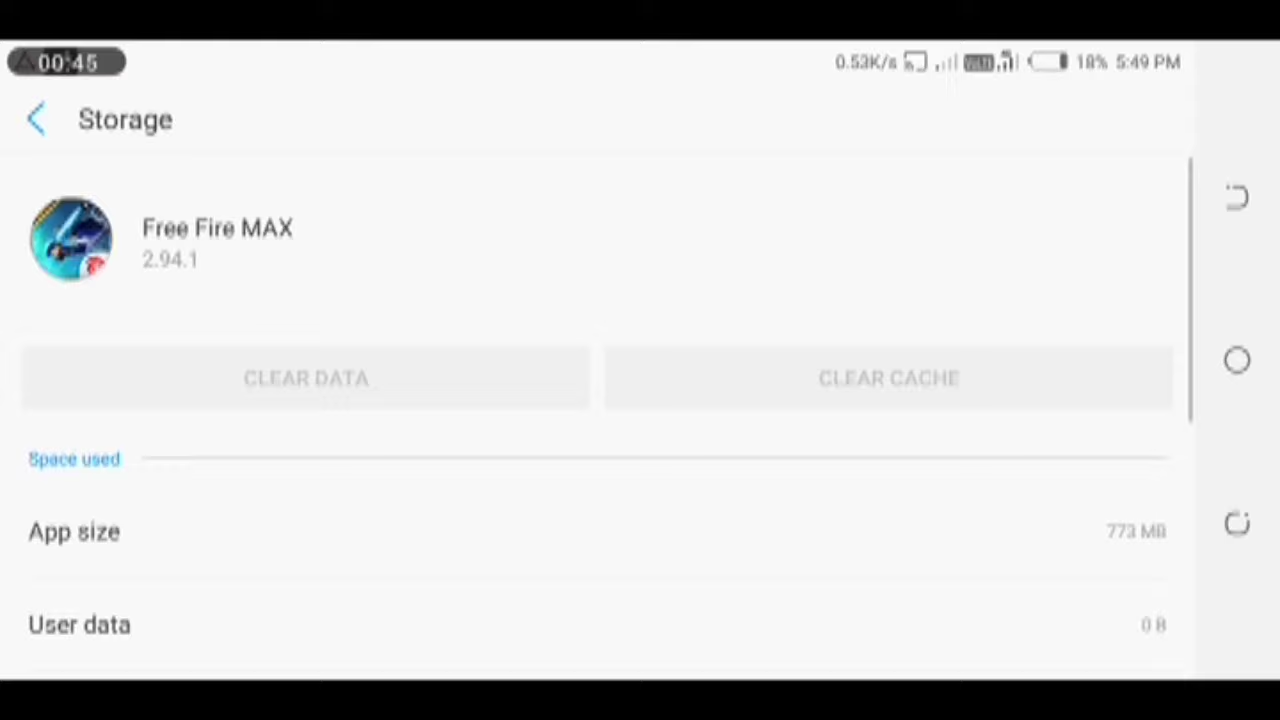 00:45
0.53K/s 18% 5:49 PM
Storage
Free Fire MAX
2.94.1
CLEAR DATA
CLEAR CACHE
Space used
App size
773 MB
User data
0 B